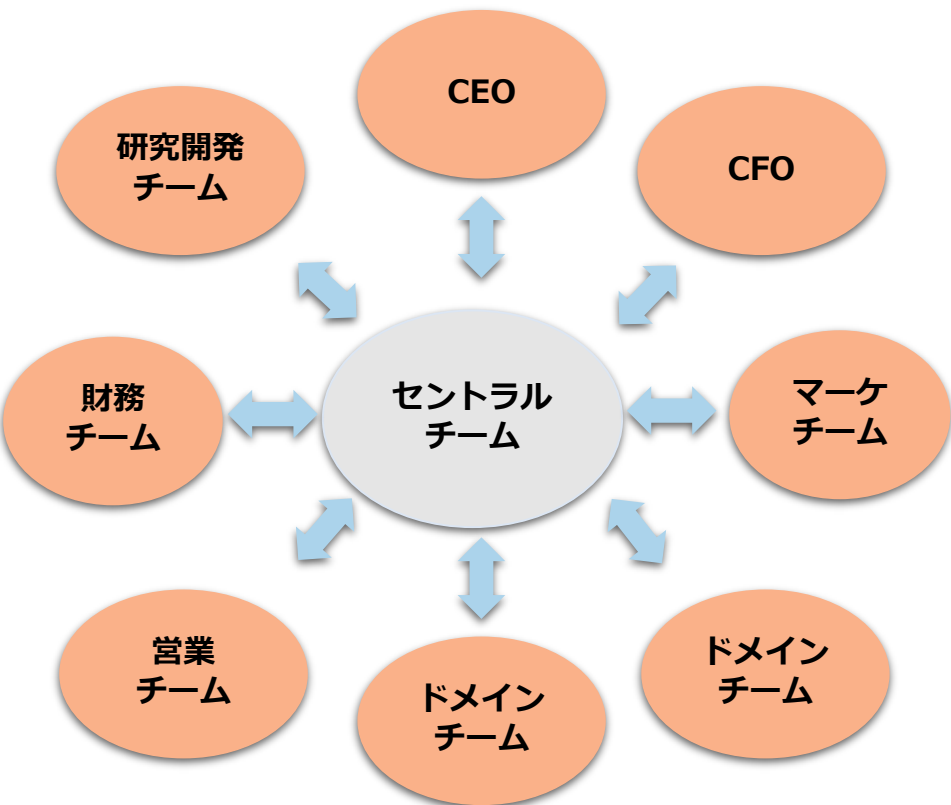 CEO
研究開発
チーム
CFO
セントラル
チーム
財務
チーム
マーケ
チーム
営業
チーム
ドメイン
チーム
ドメイン
チーム